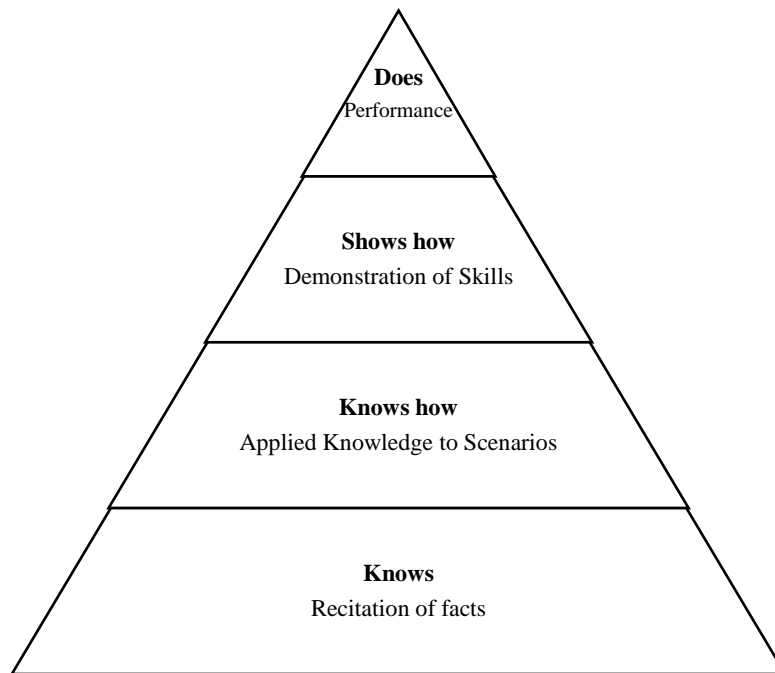 Does
Performance
Shows how
Demonstration of Skills
Knows how
Applied Knowledge to Scenarios
Knows
Recitation of facts